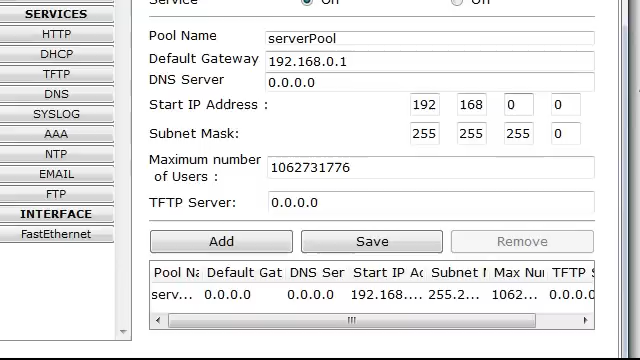 SERVICES
HTTP
DHCP
TFTP
DNS
SYSLOG
AAA
NTP
EMAIL
FTP
INTERFACE
FastEthernet
Service On Off
Pool Name serverPool
Default Gateway 192.168.0.1
DNS Server 0.0.0.0
Start IP Address : 192 168 0 0
Subnet Mask: 255 255 255 0
Maximum number
of Users : 1062731776
TFTP Server: 0.0.0.0
Add Save Remove
Pool Na Default Gat DNS Ser Start IP Ac Subnet M Max Nur TFTP S
serv... 0.0.0.0 0.0.0.0 192.168.... 255.2... 1062... 0.0.0.0